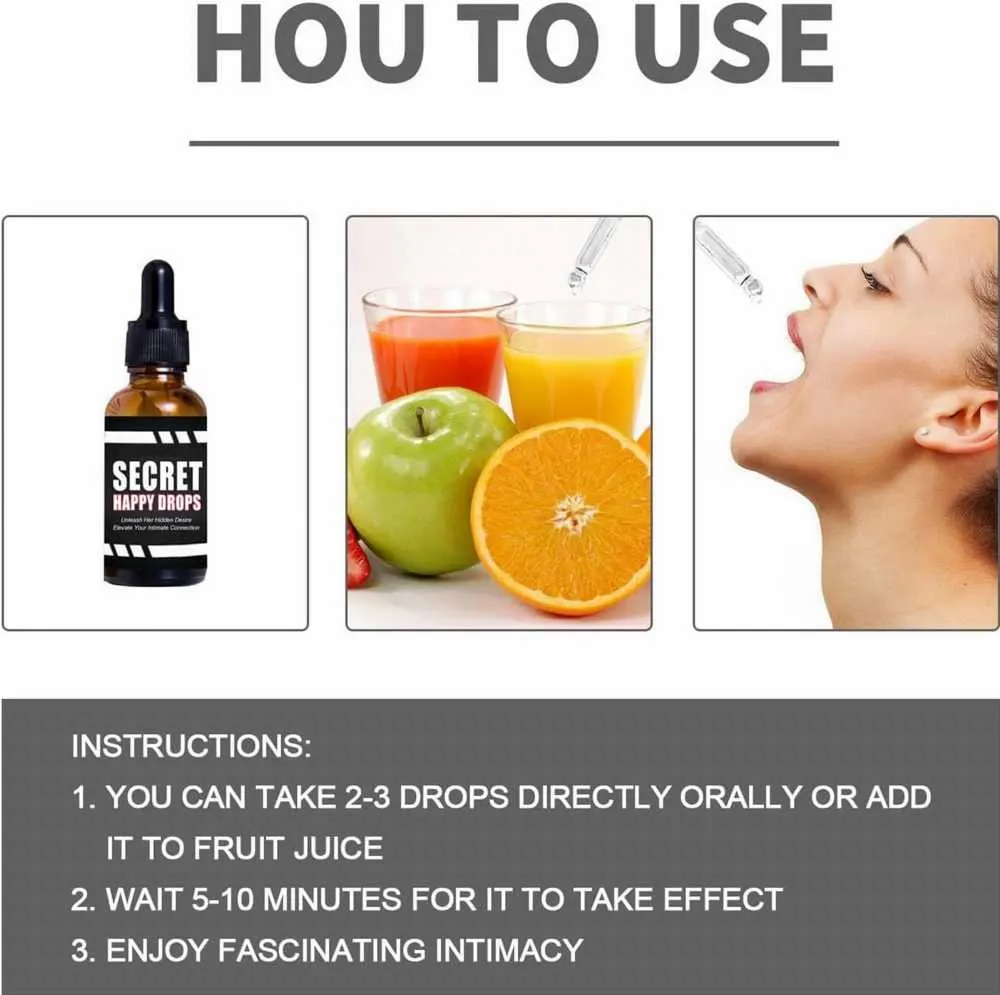 HOU TO USE
SECRET
HAPPY DROPS
Unleash Her Hidden Desire
Elevate Your Intimate Connection
INSTRUCTIONS:
1. YOU CAN TAKE 2-3 DROPS DIRECTLY ORALLY OR ADD
IT TO FRUIT JUICE
2. WAIT 5-10 MINUTES FOR IT TO TAKE EFFECT
3. ENJOY FASCINATING INTIMACY